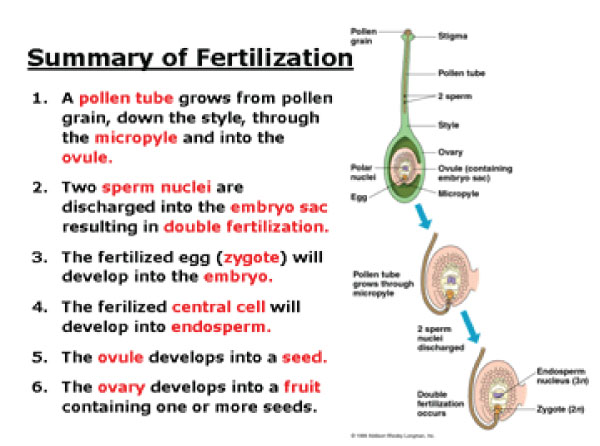 Summary of Fertilization
1. A pollen tube grows from pollen
grain, down the style, through
the micropyle and into the
ovule.
2. Two sperm nuclei are
discharged into the embryo sac
resulting in double fertilization.
3. The fertilized egg (zygote) will
develop into the embryo.
4. The ferilized central cell will
develop into endosperm.
5. The ovule develops into a seed.
6. The ovary develops into a fruit
containing one or more seeds.
Pollen
grain
Stigma
Pollen tube
2 sperm
Style
Ovary
Polar
nuclei
Ovule (containing
embryo sac)
Egg
Micropyle
Pollen tube
grows through
micropyle
2 sperm
nuclei
discharged
Endosperm
nucleus (3n)
Double
fertilization
occurs
Zygote (2n)
© 1999 Addison Wesley Longman, Inc.